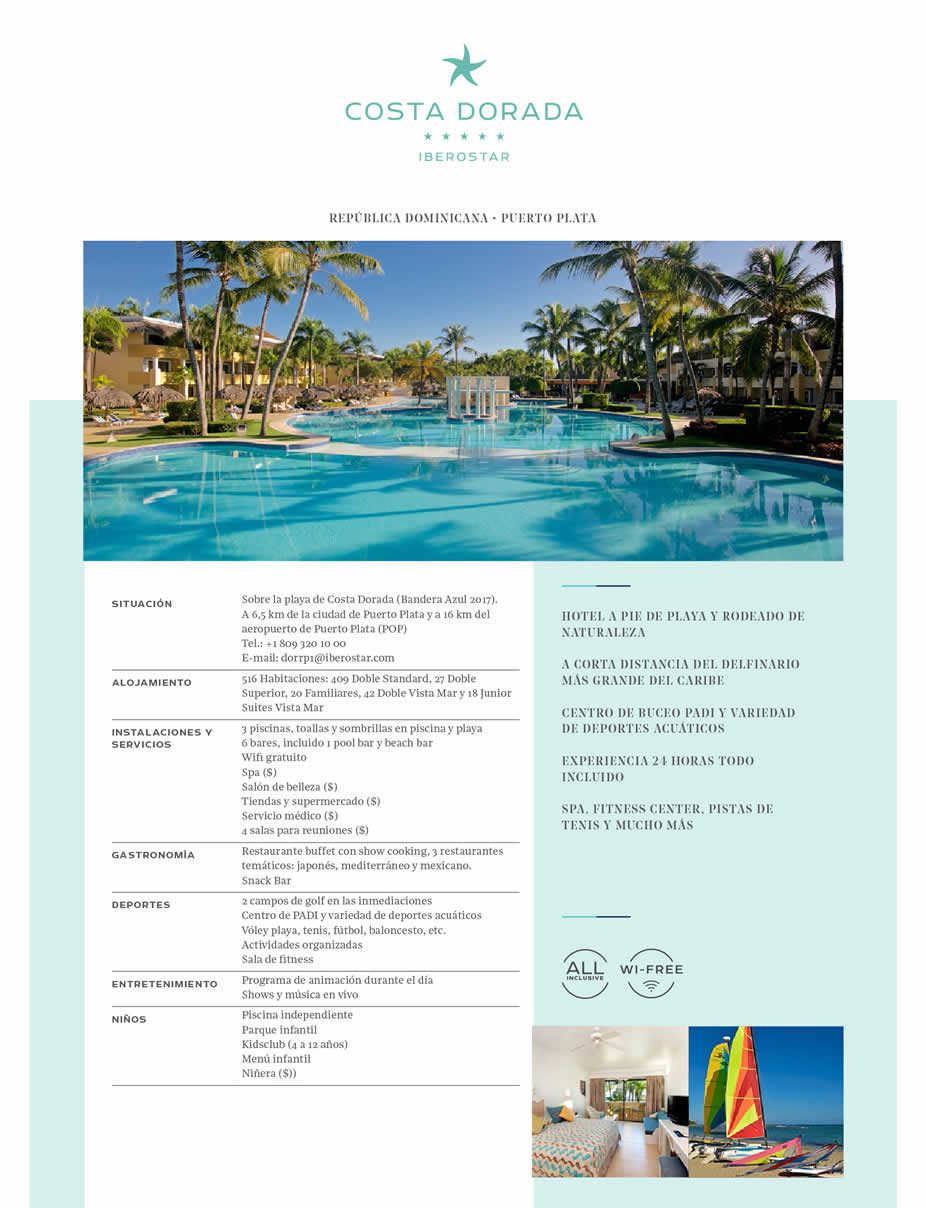 COSTA DORADA
IBEROSTAR
REPÚBLICA DOMINICANA • PUERTO PLATA
SITUACIÓN
Sobre la playa de Costa Dorada (Bandera Azul 2017).
A 6,5 km de la ciudad de Puerto Plata y a 16 km del
aeropuerto de Puerto Plata (POP)
Tel.: +1 809 320 10 00
E-mail: dorrp1@iberostar.com
ALOJAMIENTO
516 Habitaciones: 409 Doble Standard, 27 Doble
Superior, 20 Familiares, 42 Doble Vista Mar y 18 Junior
Suites Vista Mar
INSTALACIONES Y
SERVICIOS
3 piscinas, toallas y sombrillas en piscina y playa
6 bares, incluido 1 pool bar y beach bar
Wifi gratuito
Spa ($)
Salón de belleza ($)
Tiendas y supermercado ($)
Servicio médico ($)
4 salas para reuniones ($)
GASTRONOMÍA
Restaurante buffet con show cooking, 3 restaurantes
temáticos: japonés, mediterráneo y mexicano.
Snack Bar
DEPORTES
2 campos de golf en las inmediaciones
Centro de PADI y variedad de deportes acuáticos
Vóley playa, tenis, fútbol, baloncesto, etc.
Actividades organizadas
Sala de fitness
ENTRETENIMIENTO
Programa de animación durante el día
Shows y música en vivo
NIÑOS
Piscina independiente
Parque infantil
Kidsclub (4 a 12 años)
Menú infantil
Niñera ($))
HOTEL A PIE DE PLAYA Y RODEADO DE
NATURALEZA
A CORTA DISTANCIA DEL DELFINARIO
MÁS GRANDE DEL CARIBE
CENTRO DE BUCEO PADI Y VARIEDAD
DE DEPORTES ACUÁTICOS
EXPERIENCIA 24 HORAS TODO
INCLUIDO
SPA, FITNESS CENTER, PISTAS DE
TENIS Y MUCHO MÁS
ALL
INCLUSIVE
WI-FREE